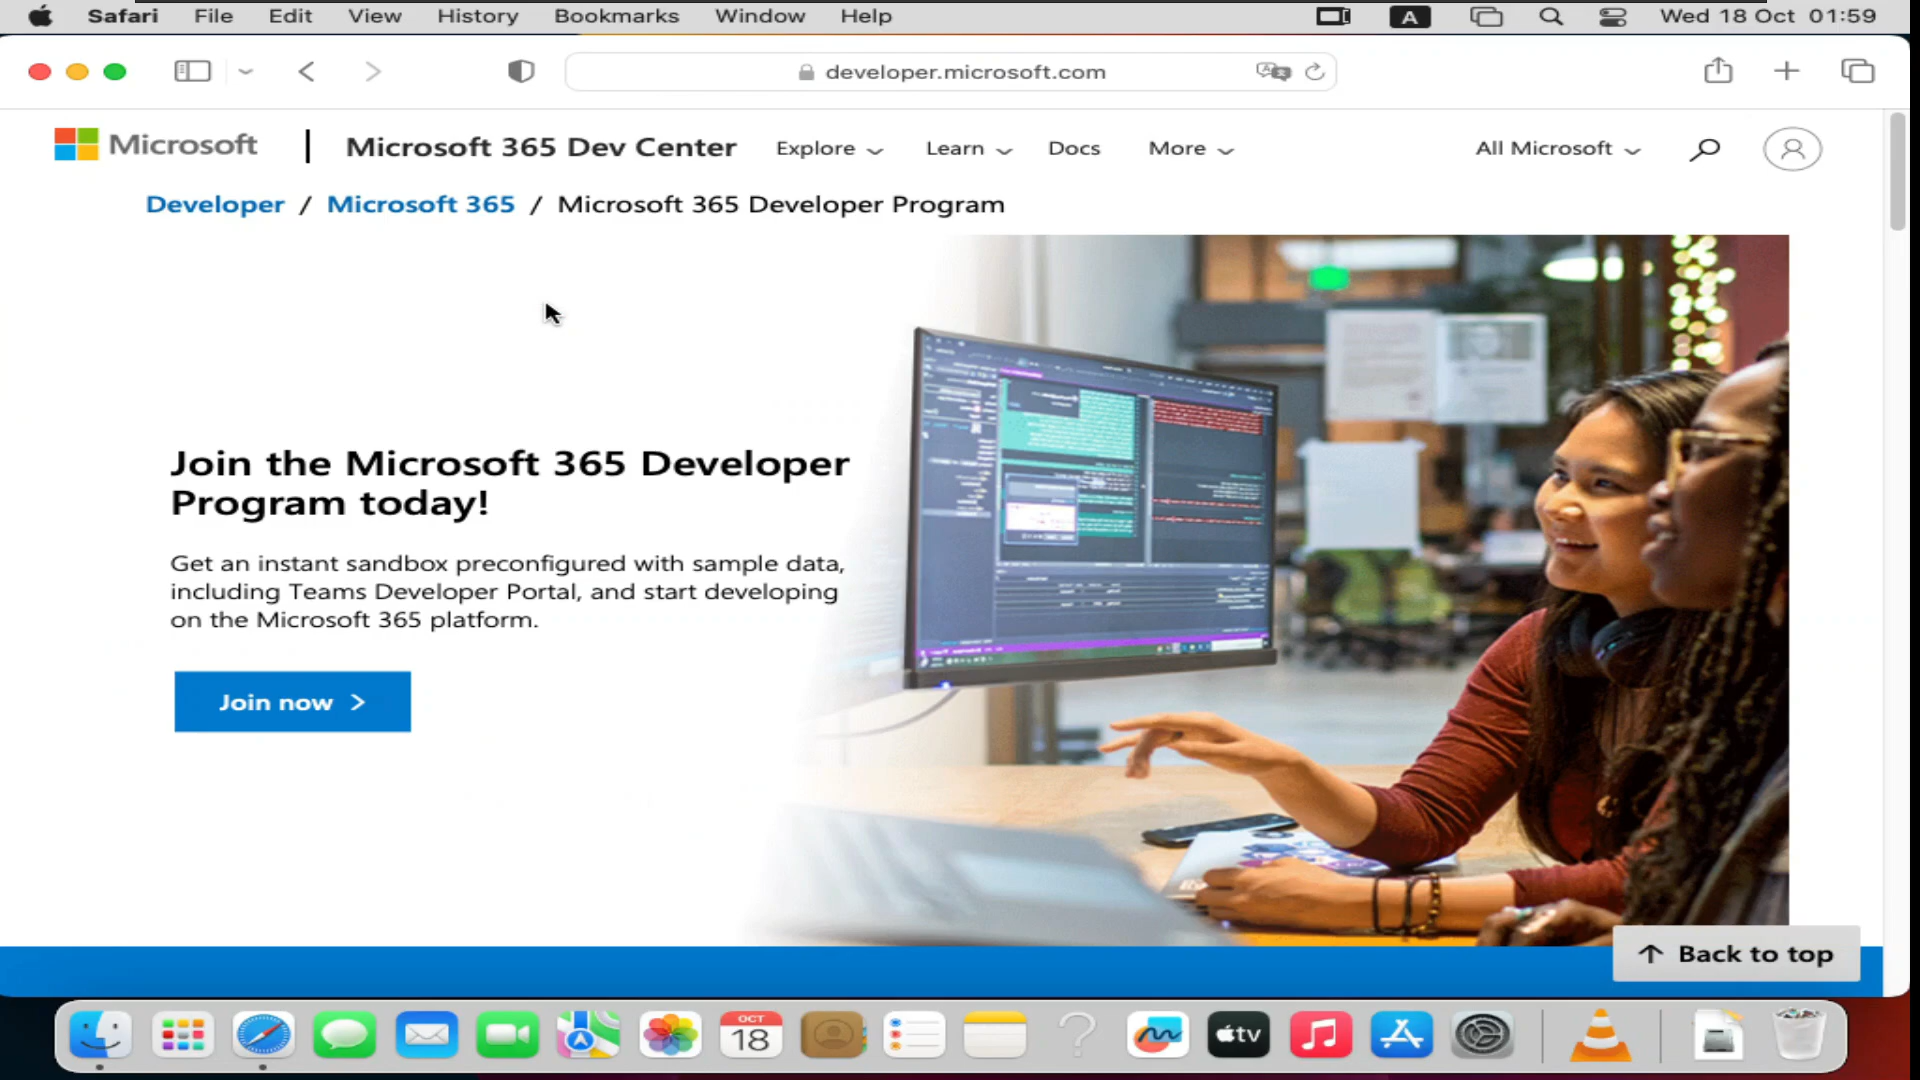 Safari File Edit View History Bookmarks Window Help A Wed 18 Oct 01:59
developer.microsoft.com
Microsoft | Microsoft 365 Dev Center Explore Learn Docs More All Microsoft
Developer / Microsoft 365 / Microsoft 365 Developer Program
Join the Microsoft 365 Developer
Program today!
Get an instant sandbox preconfigured with sample data,
including Teams Developer Portal, and start developing
on the Microsoft 365 platform.
Join now >
↑ Back to top
OCT
18
tv